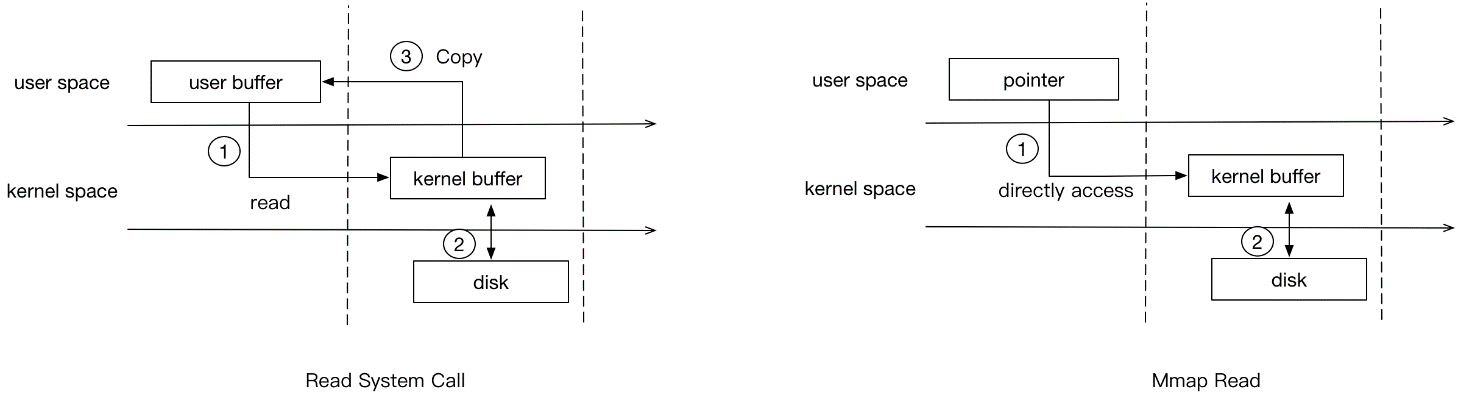 3 Copy
user space
user buffer
1
kernel buffer
kernel space
read
2
disk
Read System Call
user space
pointer
1
kernel buffer
kernel space
directly access
2
disk
Mmap Read